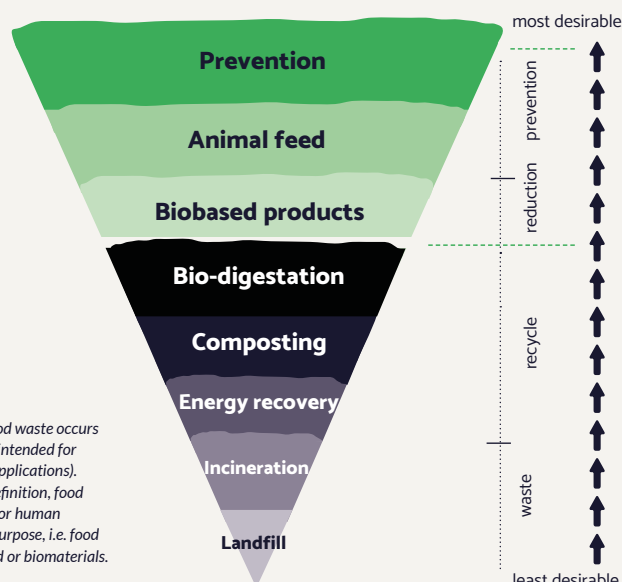 most desirable
Prevention
prevention
Animal feed
reduction
Biobased products
Bio-digestation
recycle
Composting
Energy recovery
Incineration
waste
Landfill
od waste occurs
intended for
pplications).
efinition, food
or human
urpose, i.e. food
d or biomaterials.
least desirable